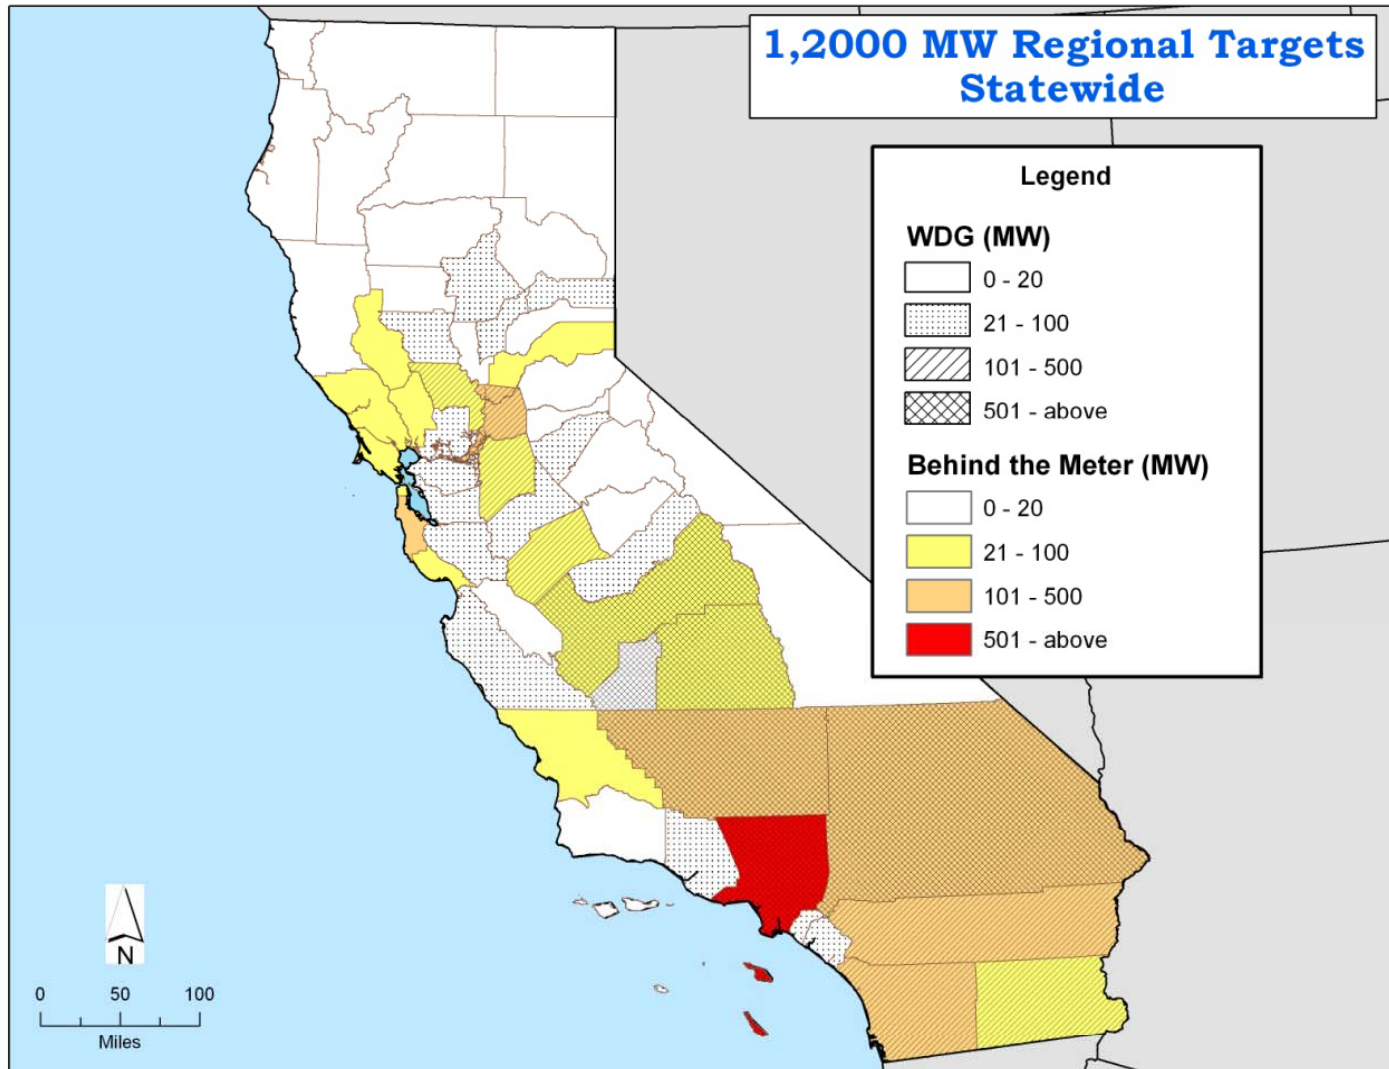 1,2000 MW Regional Targets
Statewide
Legend
WDG (MW)
0 - 20
21 - 100
101 - 500
501 - above
Behind the Meter (MW)
0 - 20
21 - 100
101 - 500
501 - above
N
0 50 100
Miles